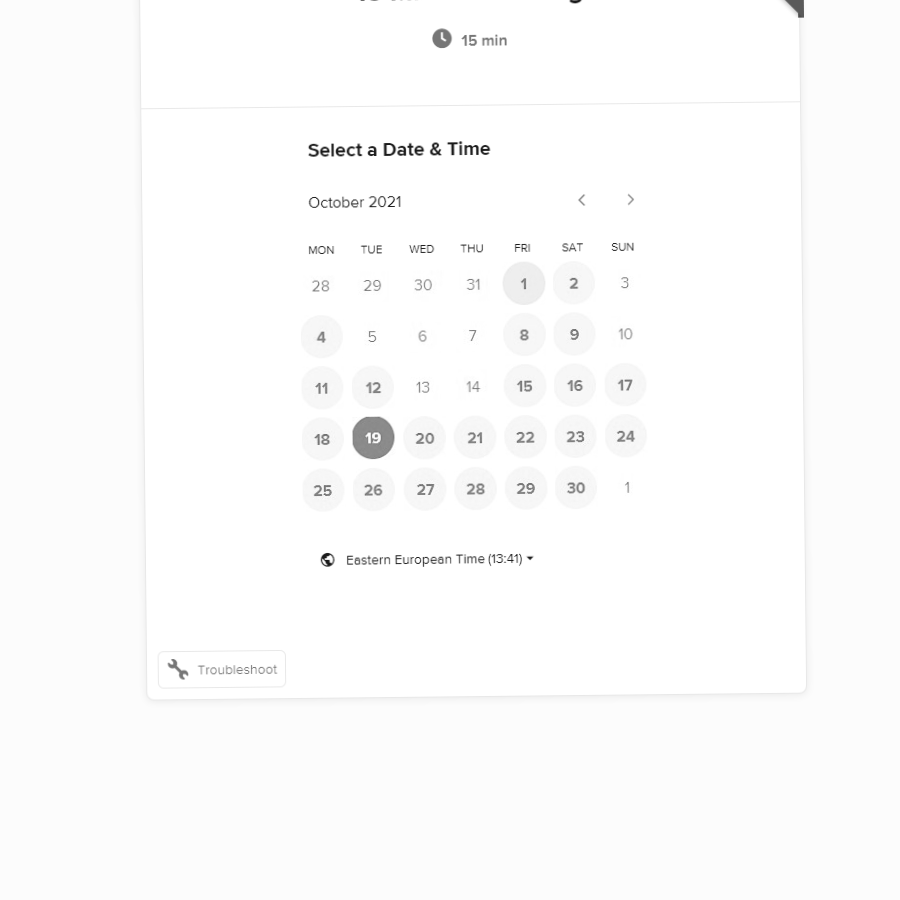 15 min
Select a Date & Time
October 2021
MON TUE WED THU FRI SAT SUN
28 29 30 31 1 2 3
4 5 6 7 8 9 10
11 12 13 14 15 16 17
18 19 20 21 22 23 24
25 26 27 28 29 30 1
Eastern European Time (13:41)
Troubleshoot